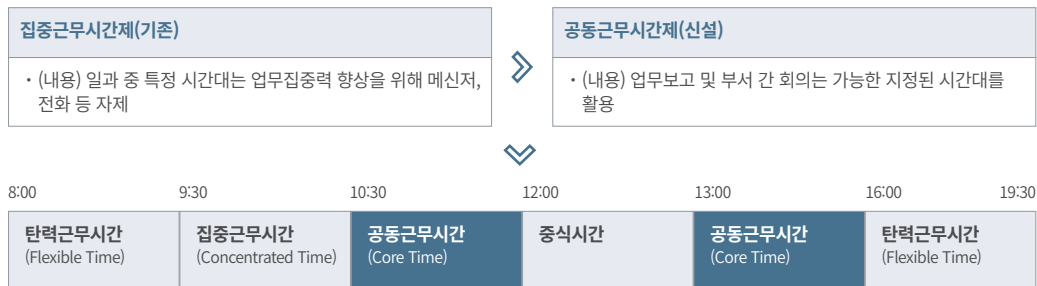 집중근무시간제(기존)
・(내용) 일과 중 특정 시간대는 업무집중력 향상을 위해 메신저,
전화 등 자제
공동근무시간제(신설)
・(내용) 업무보고 및 부서 간 회의는 가능한 지정된 시간대를
활용
8:00 9:30 10:30 12:00 13:00 16:00 19:30
탄력근무시간
(Flexible Time)
집중근무시간
(Concentrated Time)
공동근무시간
(Core Time)
중식시간
공동근무시간
(Core Time)
탄력근무시간
(Flexible Time)